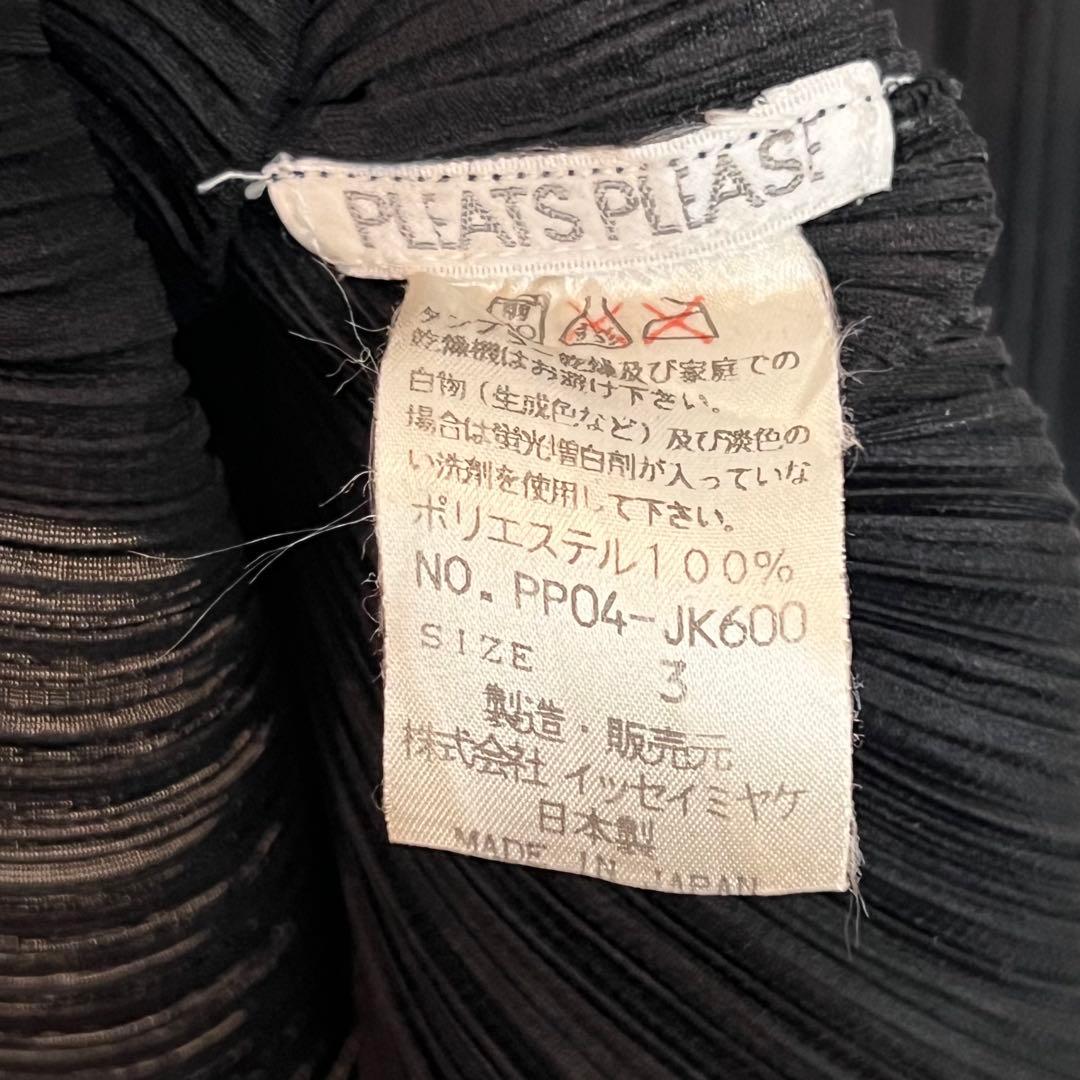 PLEATS PLEASE
タンブラー乾燥及び家庭での
乾燥機はお避け下さい。
白物（生成色など）及び淡色の
場合は蛍光増白剤が入っていな
い洗剤を使用して下さい。
ポリエステル100%
NO. PP04-JK600
SIZE 3
製造・販売元
株式会社 イッセイミヤケ
日本製
MADE IN JAPAN